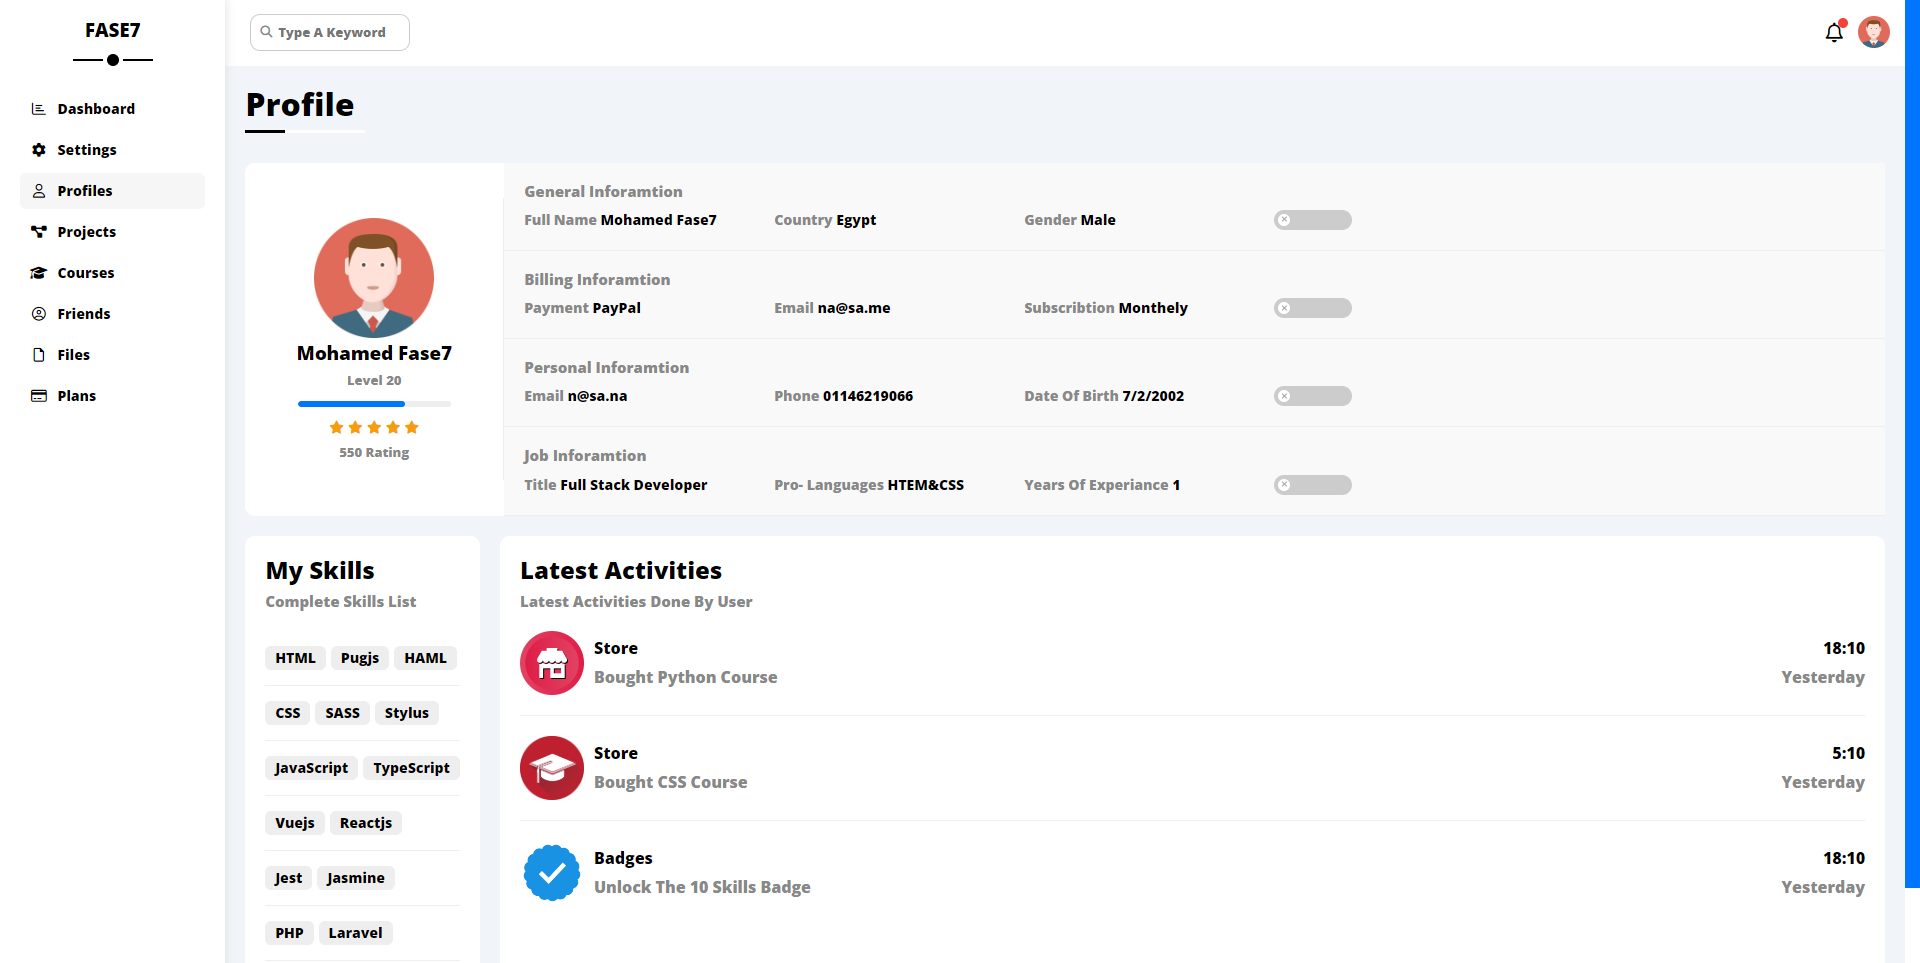 FASE7
Type A Keyword
Dashboard
Settings
Profiles
Projects
Courses
Friends
Files
Plans
Profile
Mohamed Fase7
Level 20
550 Rating
General Inforamtion
Full Name Mohamed Fase7 Country Egypt Gender Male
Billing Inforamtion
Payment PayPal Email na@sa.me Subscribtion Monthely
Personal Inforamtion
Email n@sa.na Phone 01146219066 Date Of Birth 7/2/2002
Job Inforamtion
Title Full Stack Developer Pro- Languages HTEM&CSS Years Of Experiance 1
My Skills
Complete Skills List
HTML Pugjs HAML
CSS SASS Stylus
JavaScript TypeScript
Vuejs Reactjs
Jest Jasmine
PHP Laravel
Latest Activities
Latest Activities Done By User
Store 18:10
Bought Python Course Yesterday
Store 5:10
Bought CSS Course Yesterday
Badges 18:10
Unlock The 10 Skills Badge Yesterday